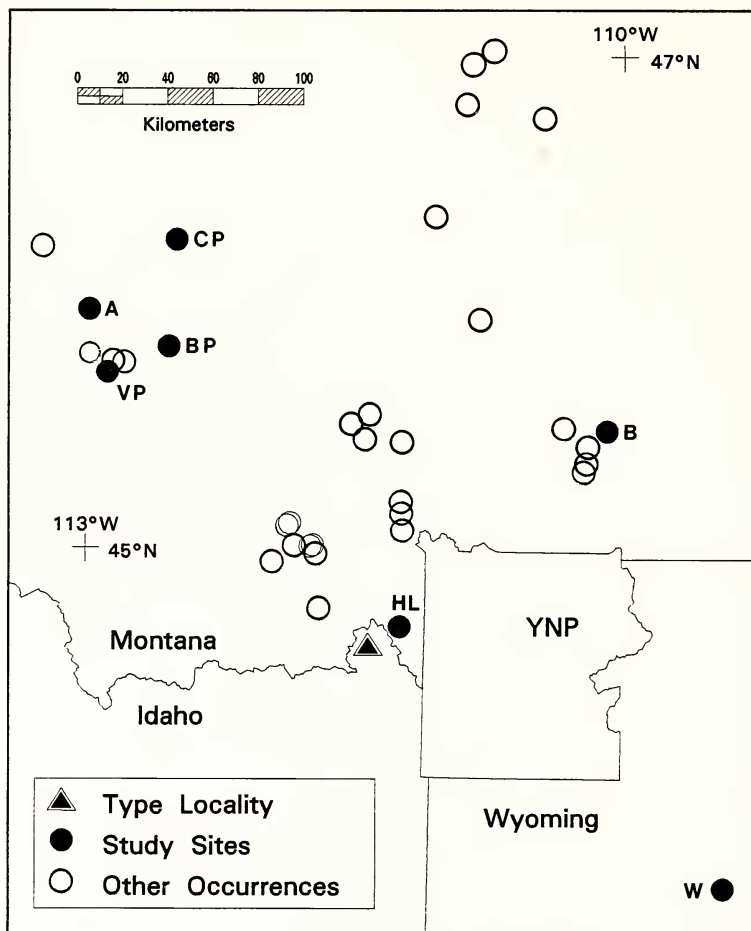 110°W
47°N
0 20 40 60 80 100
Kilometers
CP
A
BP
VP
B
113°W
45°N
HL
YNP
Montana
Idaho
Wyoming
Type Locality
Study Sites
Other Occurrences
W